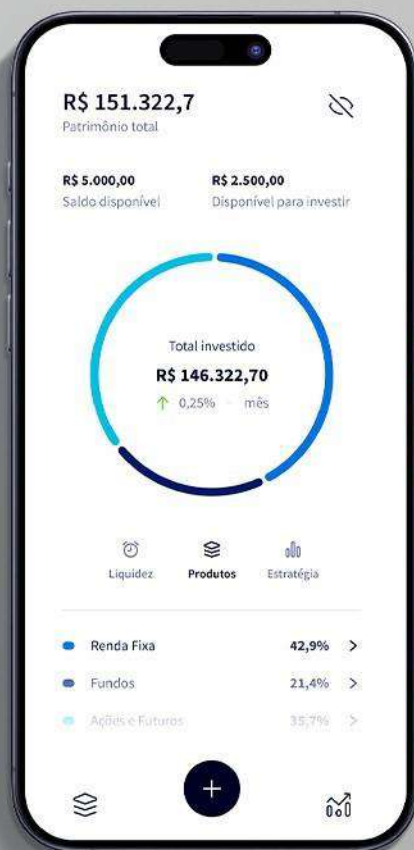 R$ 151.322,7
Patrimônio total
R$ 5.000,00
Saldo disponível
R$ 2.500,00
Disponível para investir
Total investido
R$ 146.322,70
↑ 0,25% mês
Liquidez
Produtos
Estratégia
Renda Fixa 42,9% >
Fundos 21,4% >
Ações e Futuros 35,7% >